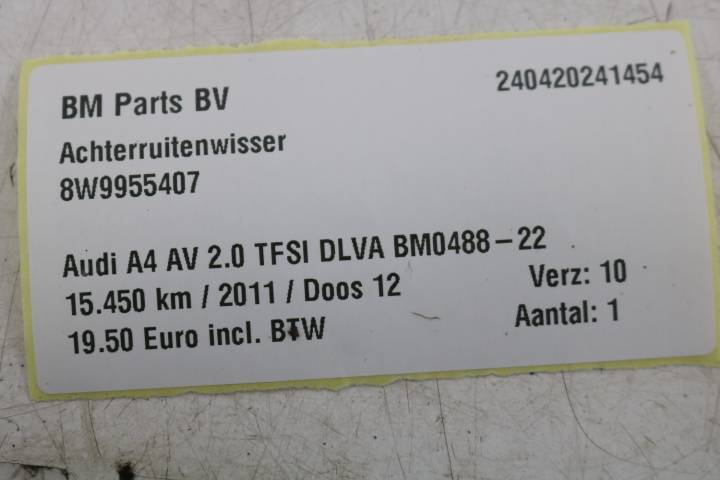 BM Parts BV 240420241454
Achterruitenwisser
8W9955407
Audi A4 AV 2.0 TFSI DLVA BM0488-22
15.450 km / 2011 / Doos 12 Verz: 10
19.50 Euro incl. BTW Aantal: 1